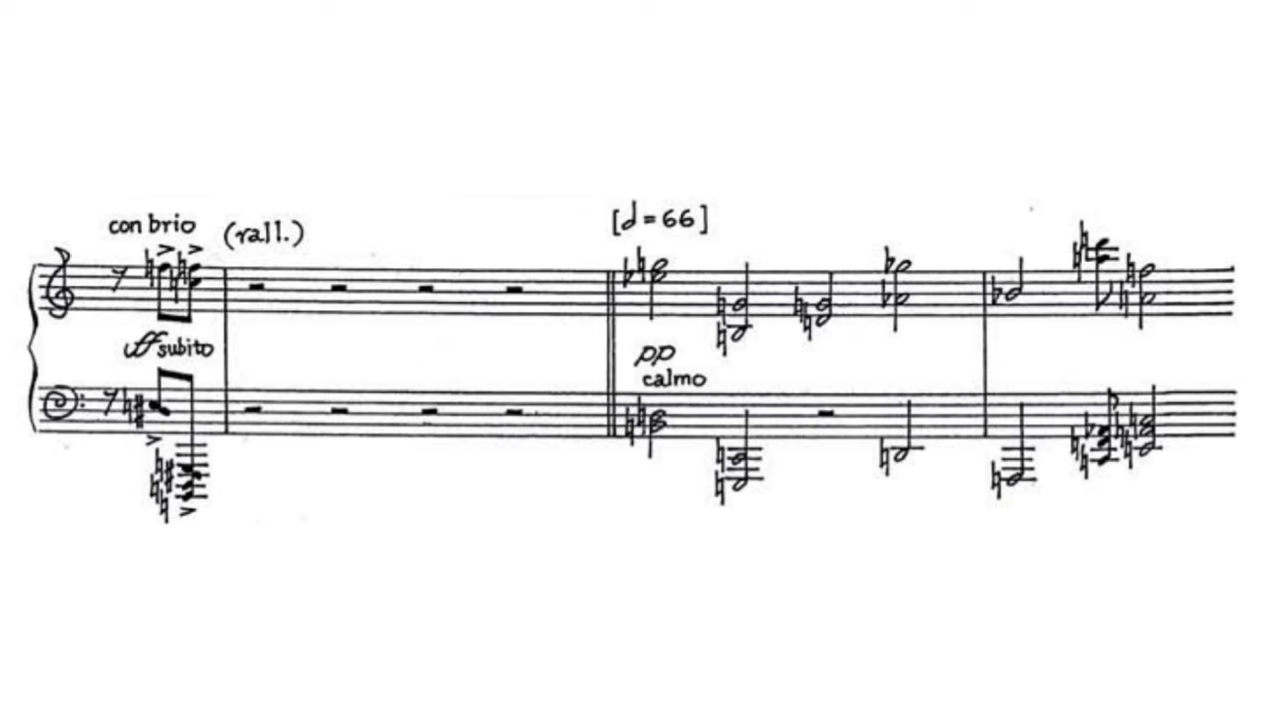 con brio
(rall.)
[𝅗𝅥 = 66]
ff subito
pp
calmo